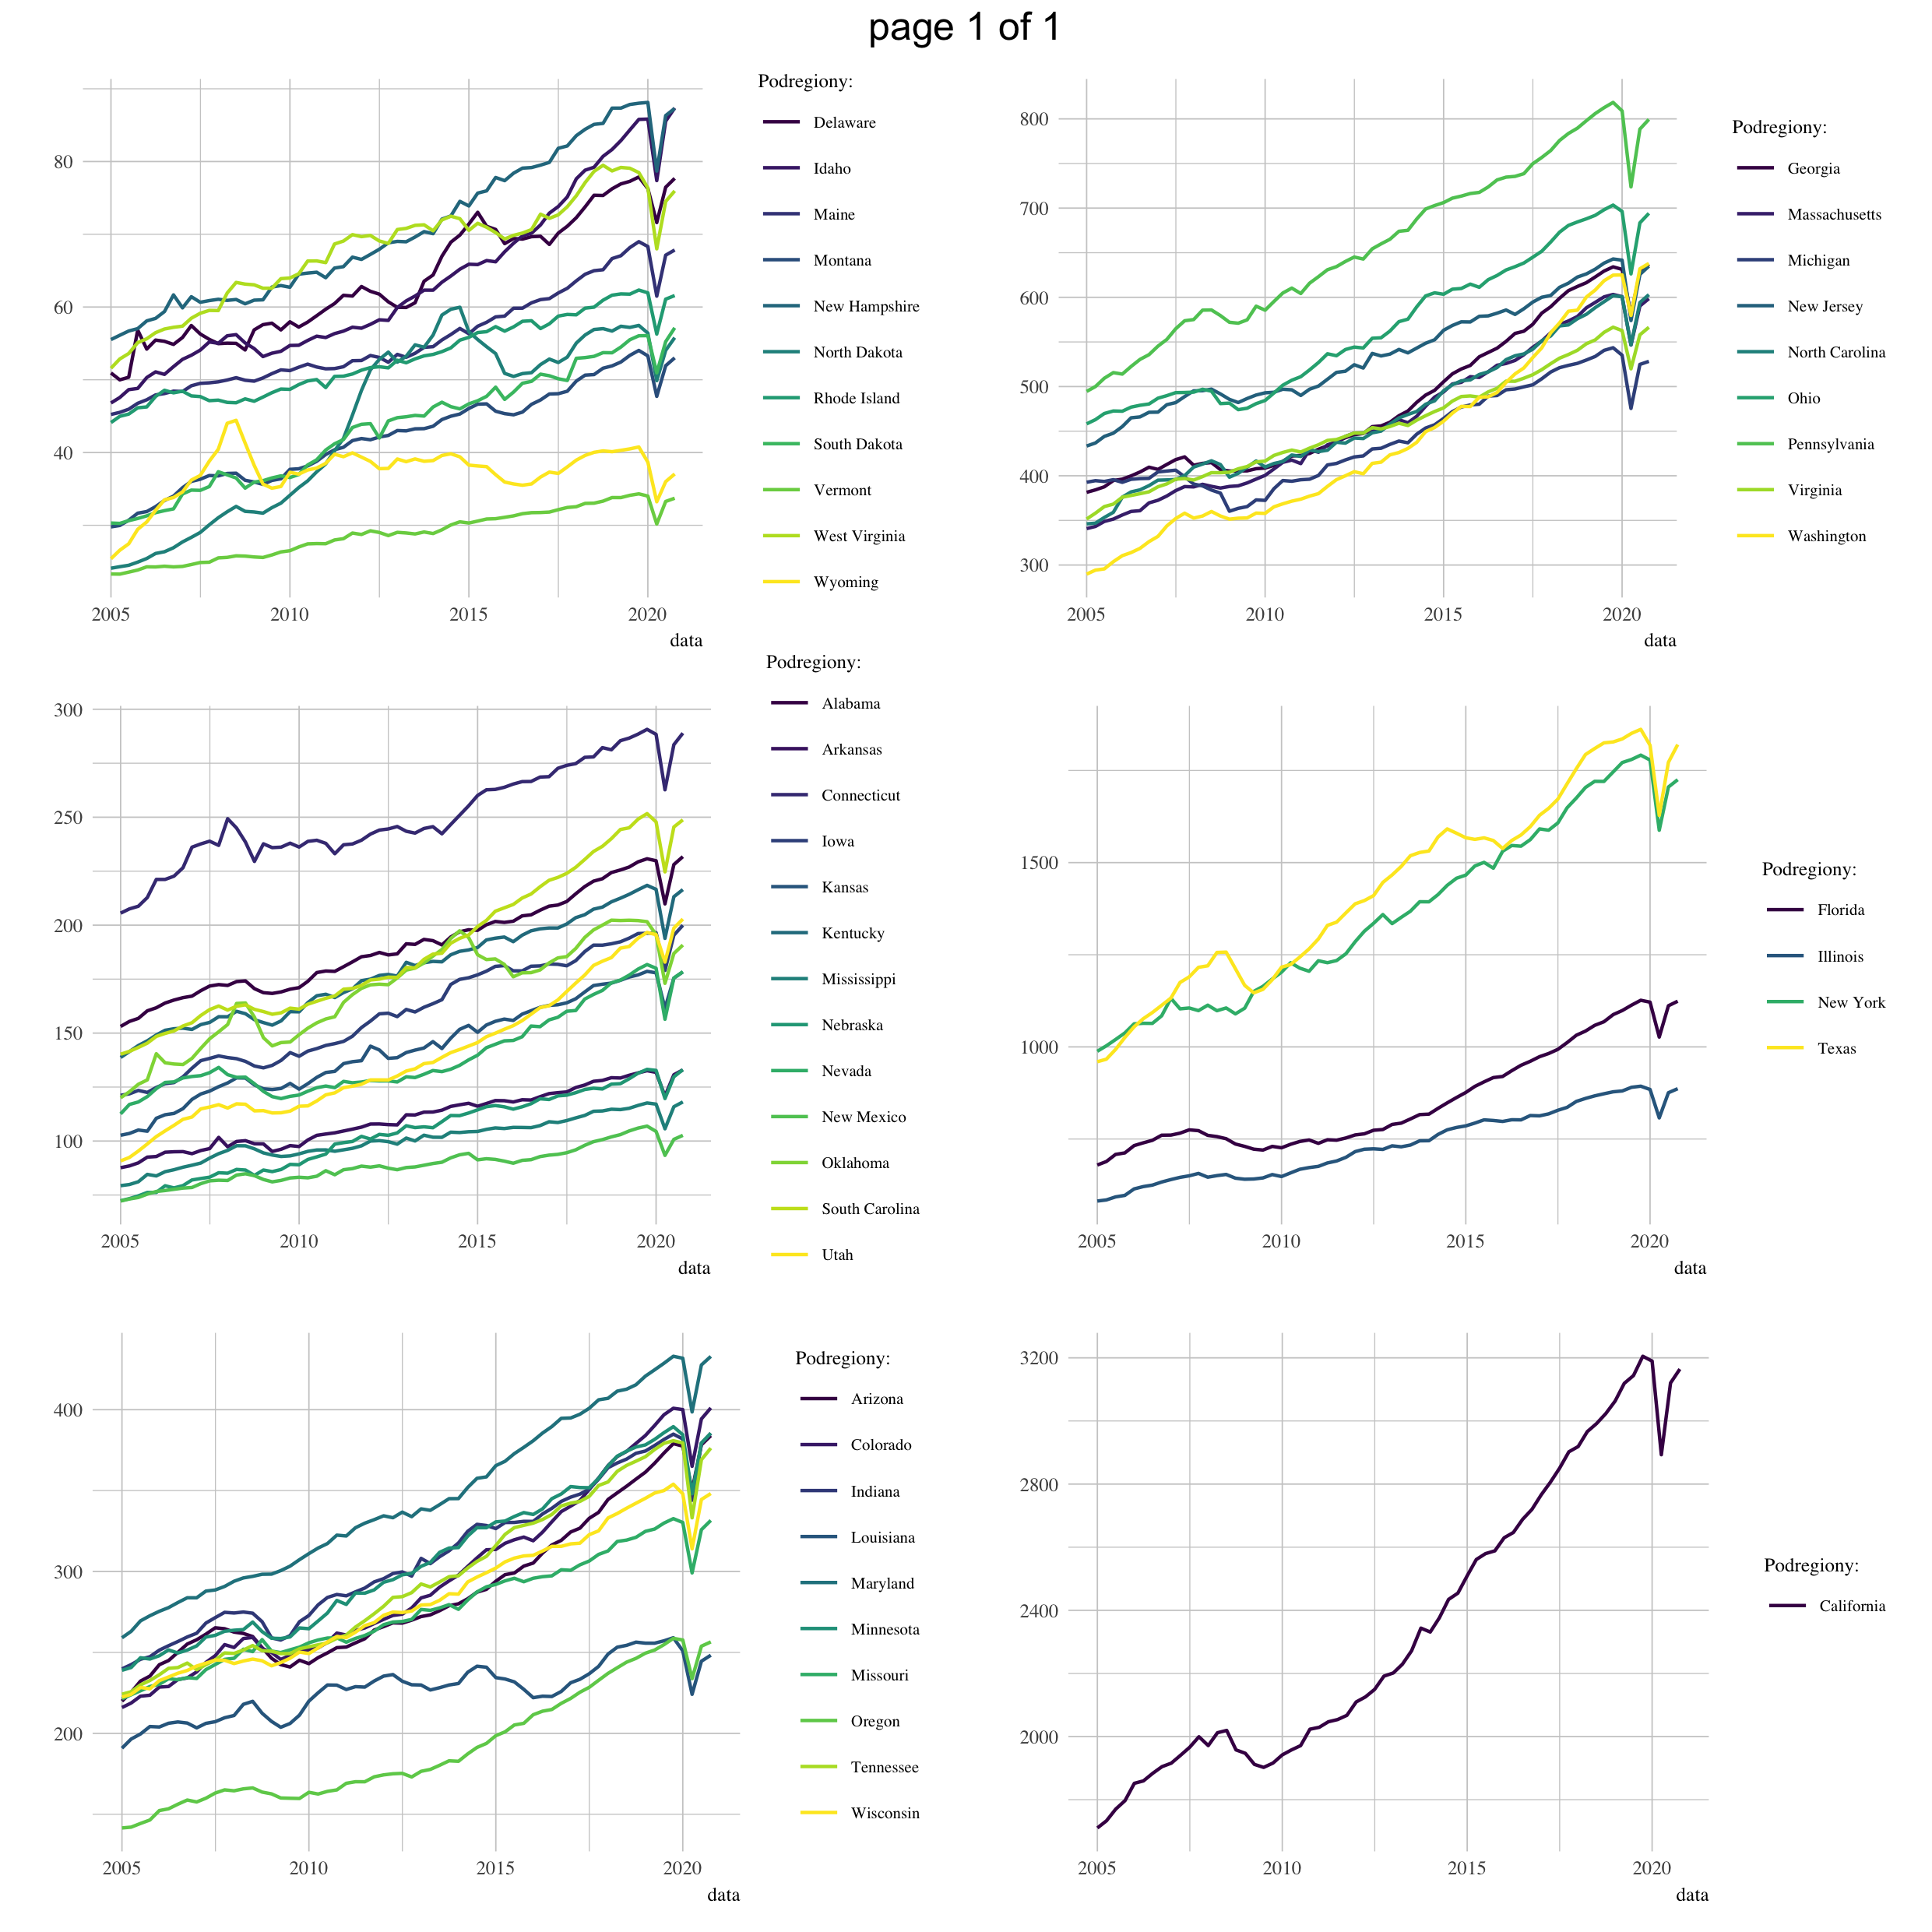 page 1 of 1
80
60
40
2005 2010 2015 2020
data
Podregiony:
Delaware
Idaho
Maine
Montana
New Hampshire
North Dakota
Rhode Island
South Dakota
Vermont
West Virginia
Wyoming
800
700
600
500
400
300
2005 2010 2015 2020
data
Podregiony:
Georgia
Massachusetts
Michigan
New Jersey
North Carolina
Ohio
Pennsylvania
Virginia
Washington
300
250
200
150
100
2005 2010 2015 2020
data
Podregiony:
Alabama
Arkansas
Connecticut
Iowa
Kansas
Kentucky
Mississippi
Nebraska
Nevada
New Mexico
Oklahoma
South Carolina
Utah
1500
1000
2005 2010 2015 2020
data
Podregiony:
Florida
Illinois
New York
Texas
400
300
200
2005 2010 2015 2020
data
Podregiony:
Arizona
Colorado
Indiana
Louisiana
Maryland
Minnesota
Missouri
Oregon
Tennessee
Wisconsin
3200
2800
2400
2000
2005 2010 2015 2020
data
Podregiony:
California